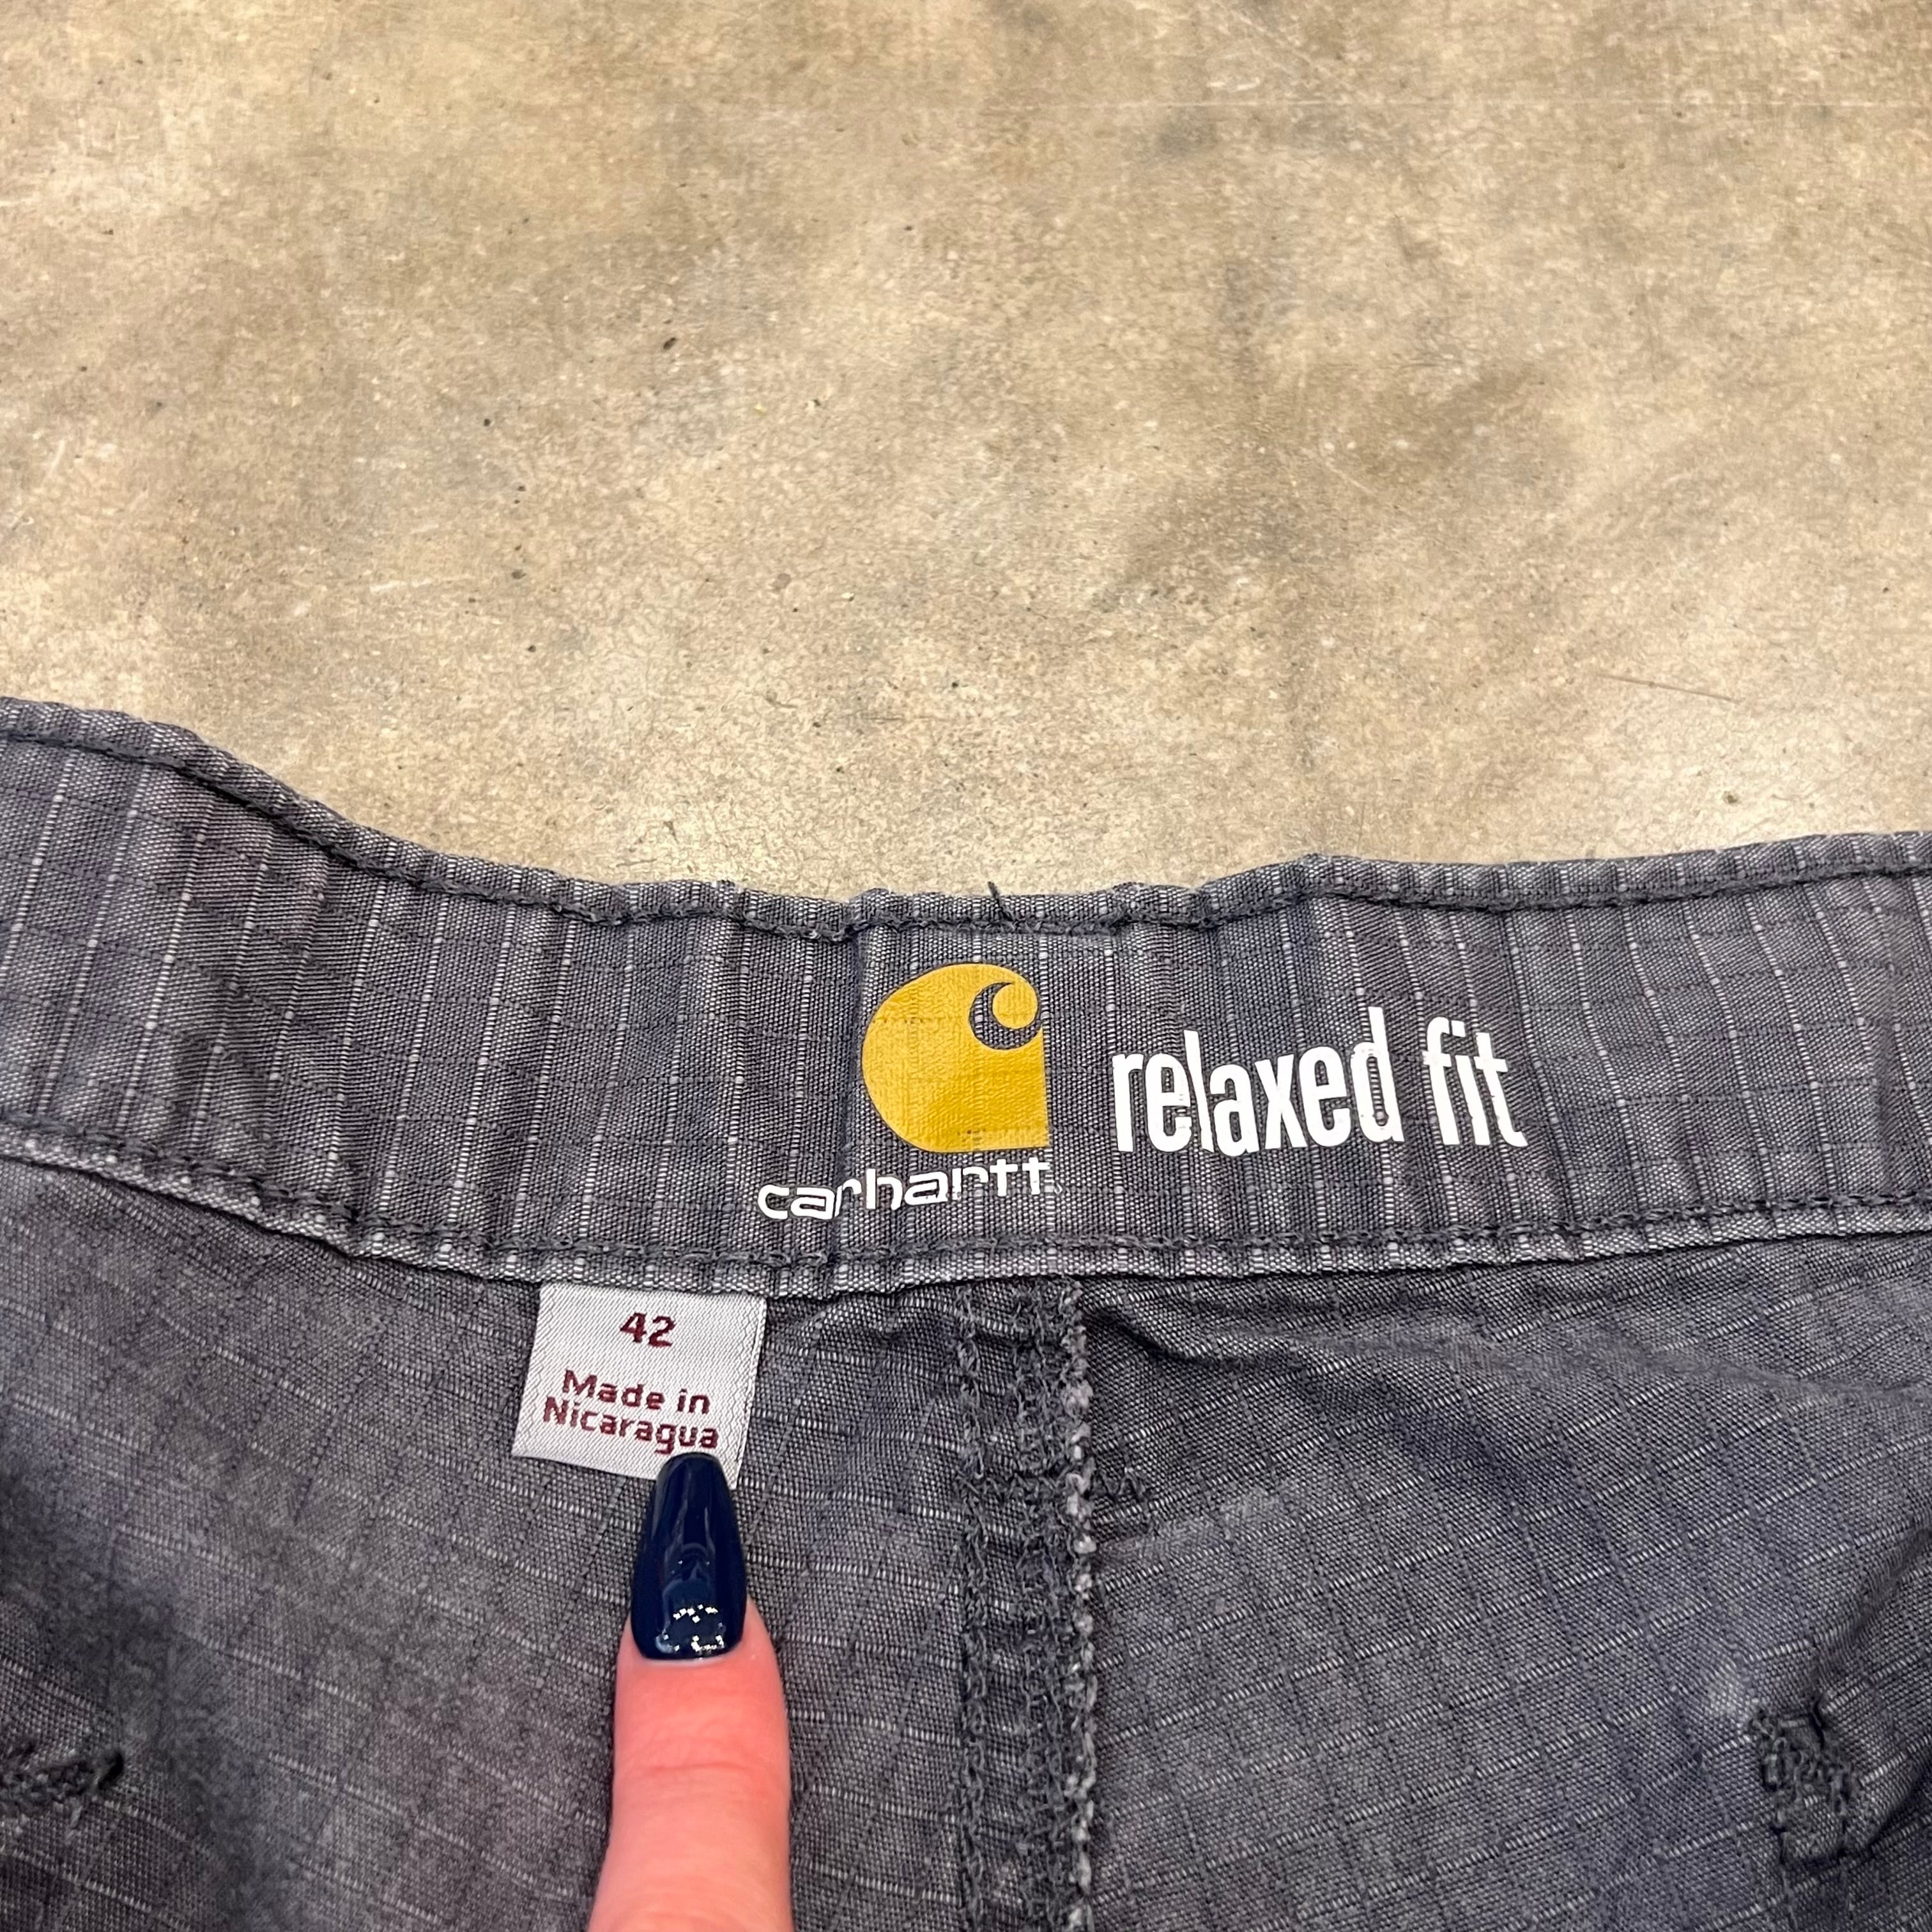 carhartt
relaxed fit
42
Made in
Nicaragua